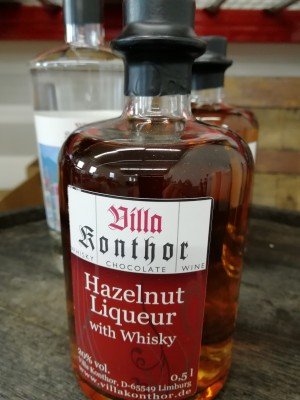 Villa
Konthor
WHISKY CHOCOLATE WINE
Hazelnut
Liqueur
with Whisky
20% vol.
0,5 l
Villa Konthor, D-65549 Limburg
www.villakonthor.de